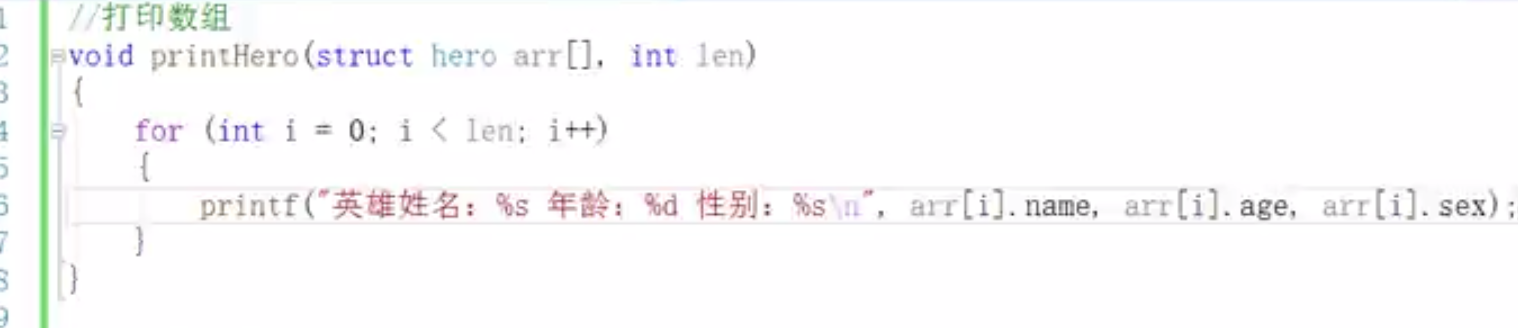 1 //打印数组
2 void printHero(struct hero arr[], int len)
3 {
4 for (int i = 0; i < len; i++)
5 {
6 printf("英雄姓名：%s 年龄：%d 性别：%s\n", arr[i].name, arr[i].age, arr[i].sex);
7 }
8 }
9